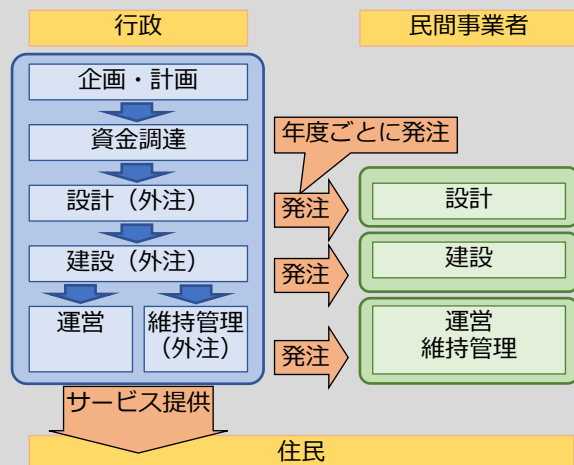 行政
民間事業者
企画・計画
資金調達
年度ごとに発注
設計（外注）
発注
設計
建設（外注）
発注
建設
運営
維持管理
（外注）
発注
運営
維持管理
サービス提供
住民